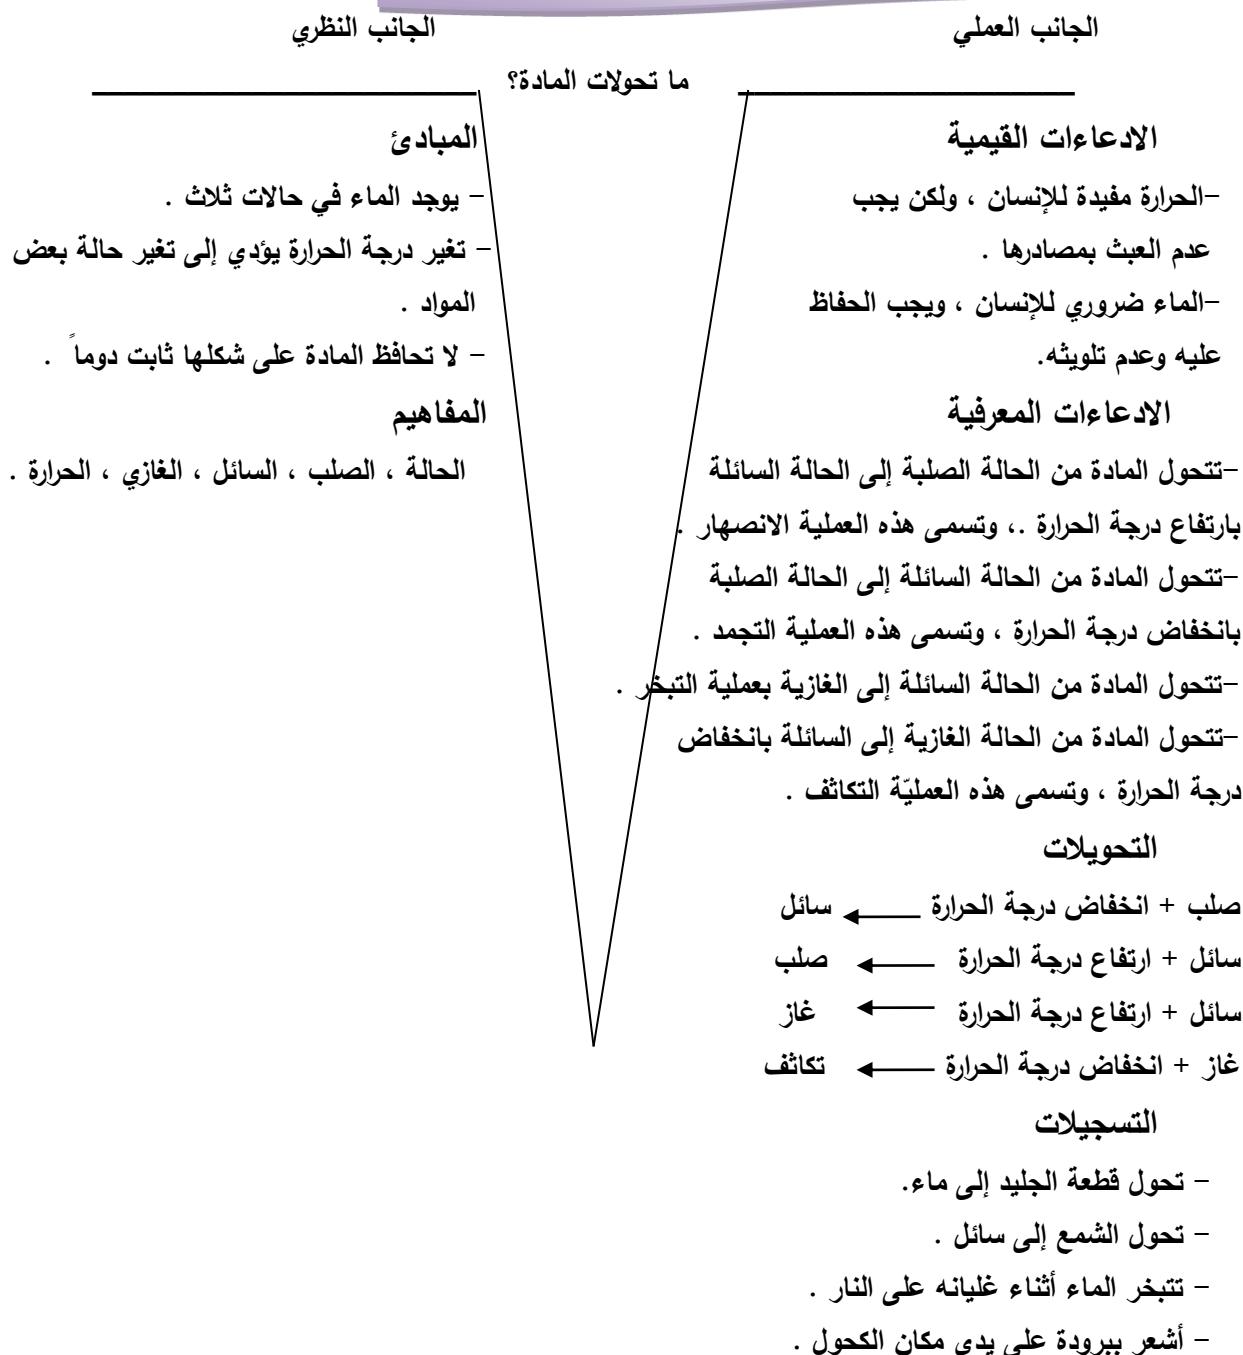 الجانب العملي
الجانب النظري
ما تحولات المادة؟
الادعاءات القيمية
-الحرارة مفيدة للإنسان ، ولكن يجب
عدم العبث بمصادرها .
-الماء ضروري للإنسان ، ويجب الحفاظ
عليه وعدم تلويثه.
الادعاءات المعرفية
-تتحول المادة من الحالة الصلبة إلى الحالة السائلة
بارتفاع درجة الحرارة .، وتسمى هذه العملية الانصهار .
-تتحول المادة من الحالة السائلة إلى الحالة الصلبة
بانخفاض درجة الحرارة ، وتسمى هذه العملية التجمد .
-تتحول المادة من الحالة السائلة إلى الغازية بعملية التبخر .
-تتحول المادة من الحالة الغازية إلى السائلة بانخفاض
درجة الحرارة ، وتسمى هذه العمليّة التكاثف .
التحويلات
صلب + انخفاض درجة الحرارة ← سائل
سائل + ارتفاع درجة الحرارة ← صلب
سائل + ارتفاع درجة الحرارة ← غاز
غاز + انخفاض درجة الحرارة ← تكاثف
التسجيلات
- تحول قطعة الجليد إلى ماء.
- تحول الشمع إلى سائل .
- تتبخر الماء أثناء غليانه على النار .
- أشعر ببرودة على يدي مكان الكحول .
المبادئ
- يوجد الماء في حالات ثلاث .
- تغير درجة الحرارة يؤدي إلى تغير حالة بعض
المواد .
- لا تحافظ المادة على شكلها ثابت دوماً .
المفاهيم
الحالة ، الصلب ، السائل ، الغازي ، الحرارة .